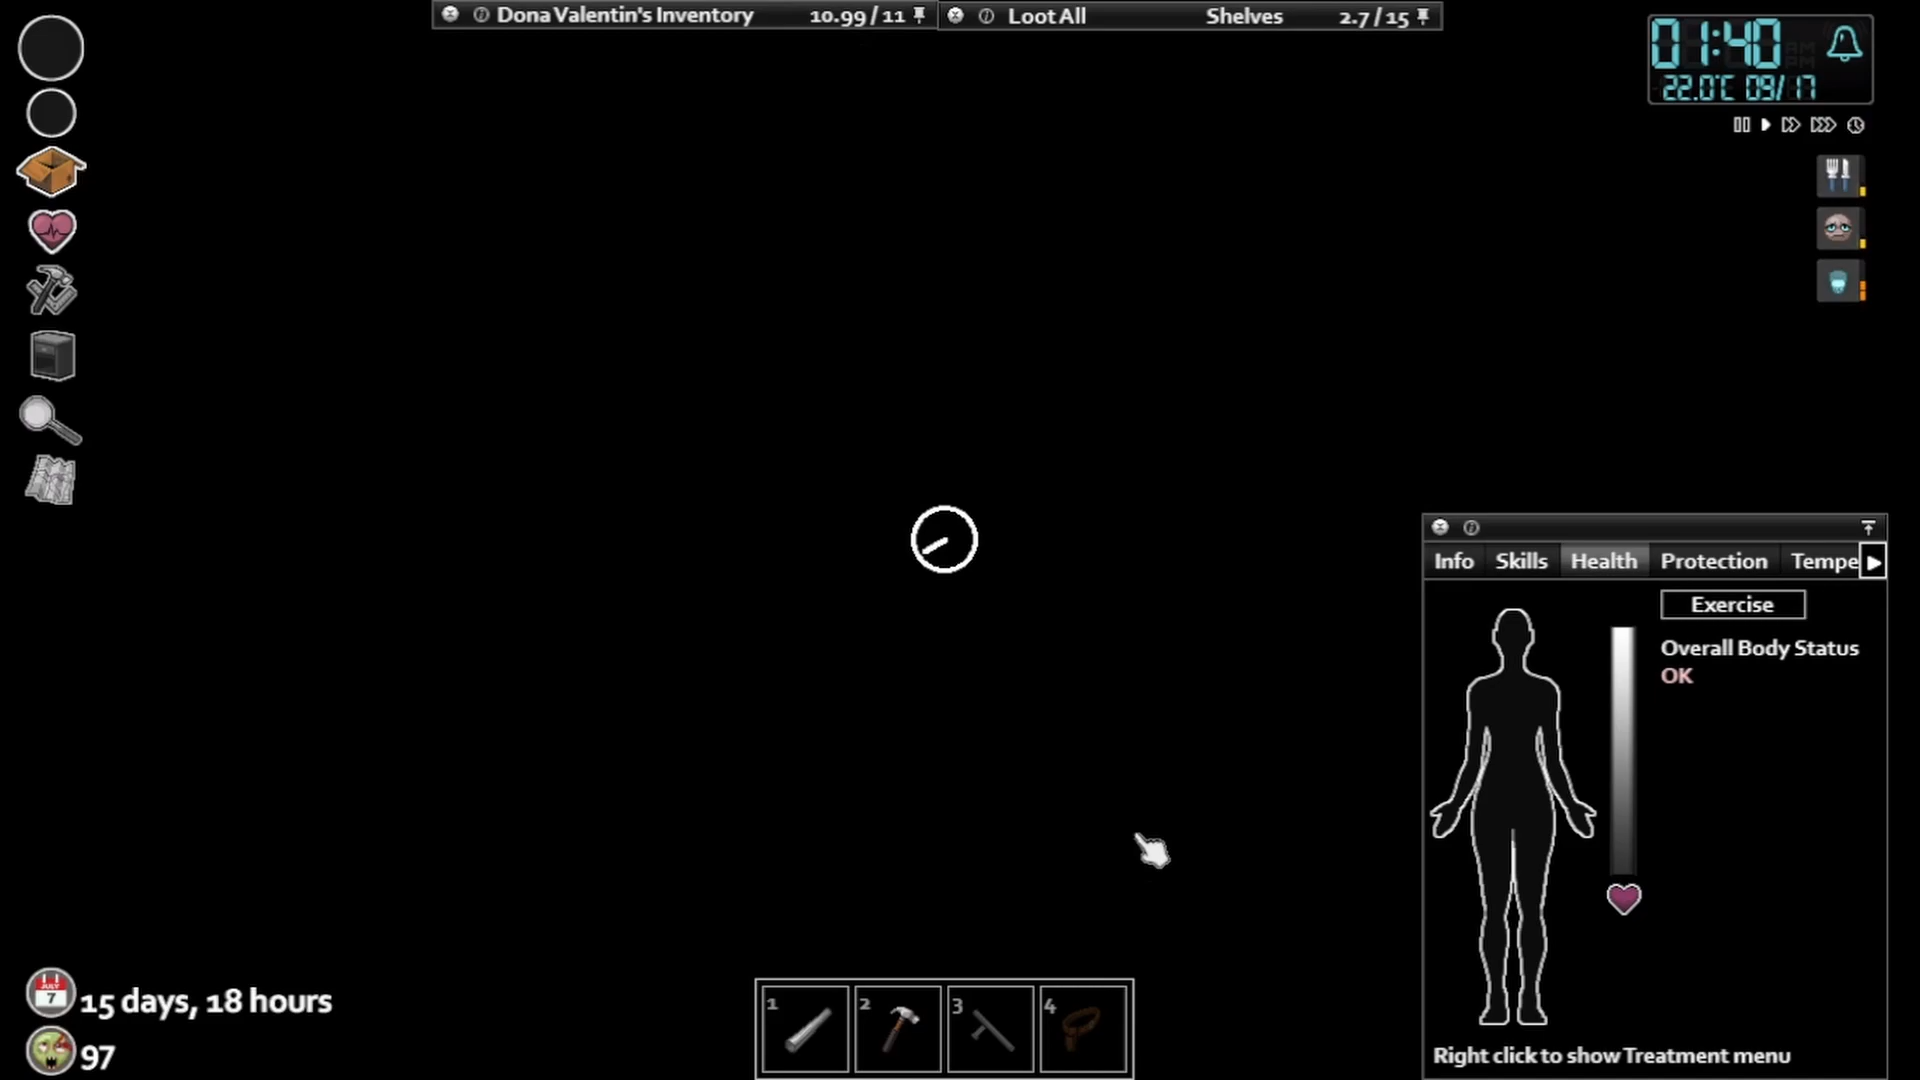 Dona Valentin's Inventory 10.99 / 11
Loot All Shelves 2.7 / 15
01:40
22.0°C 09/17
Info Skills Health Protection Tempe
Exercise
Overall Body Status
OK
Right click to show Treatment menu
JULY
7
15 days, 18 hours
97
1 2 3 4